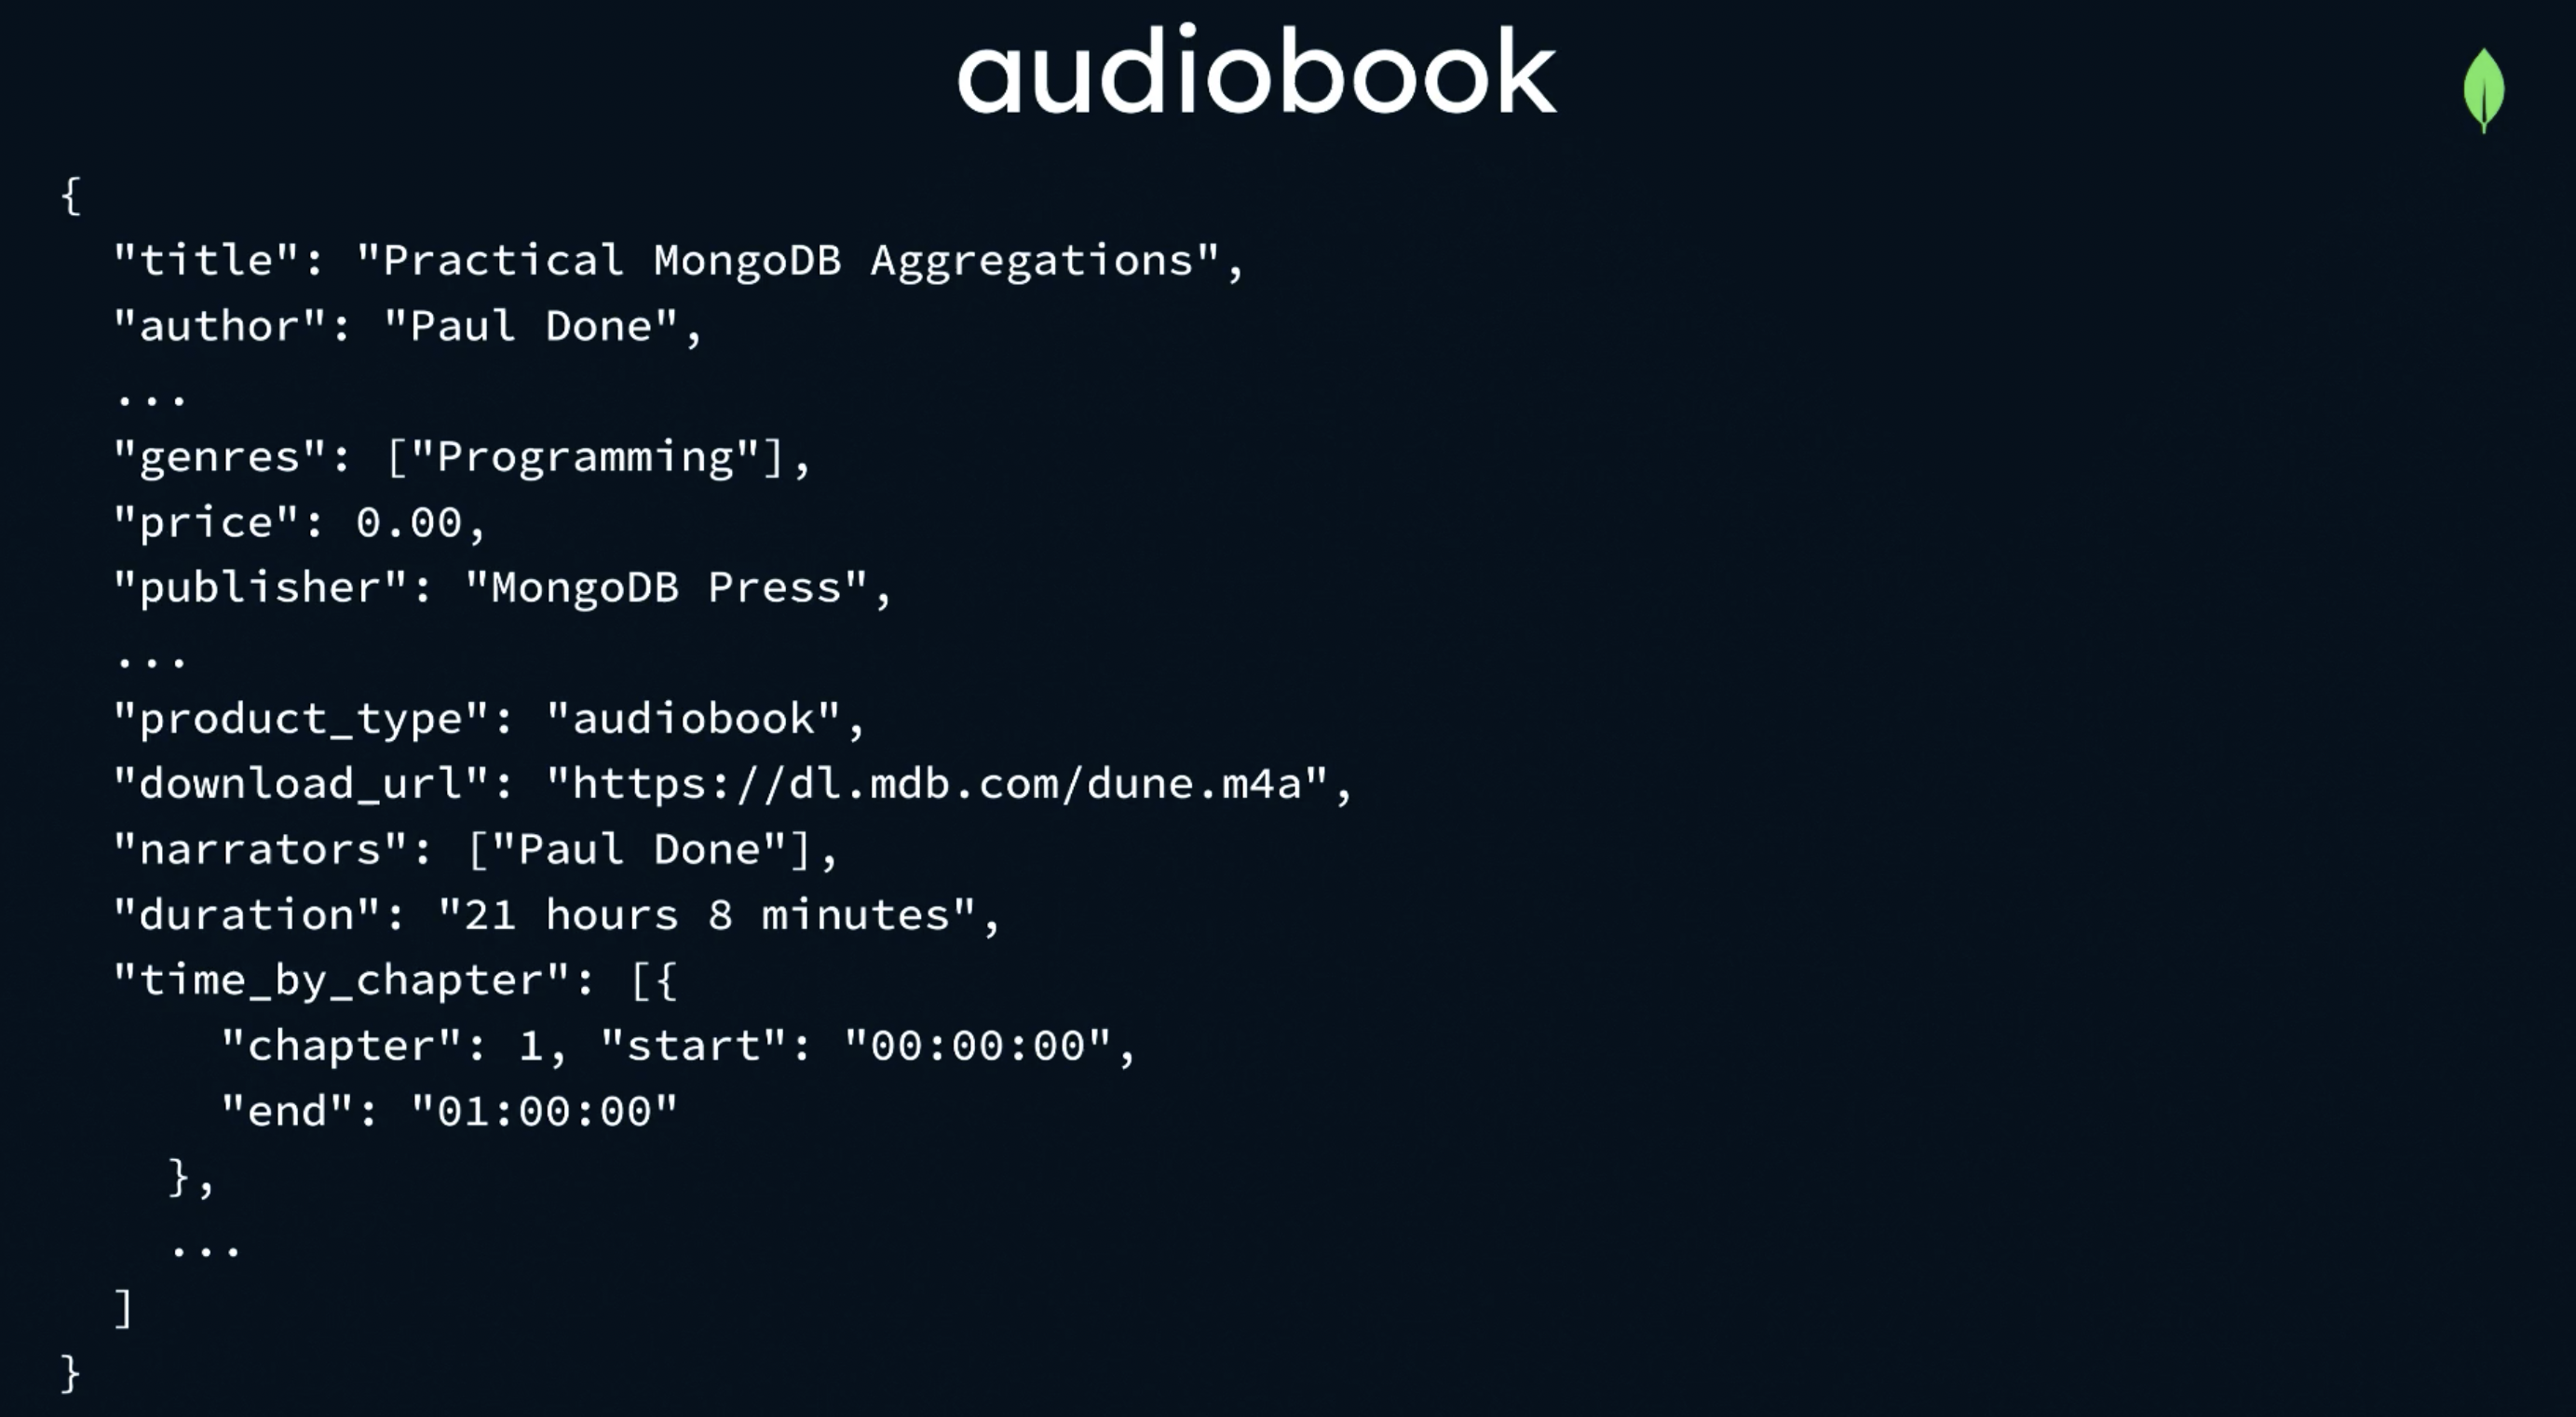 audiobook
{
"title": "Practical MongoDB Aggregations",
"author": "Paul Done",
...
"genres": ["Programming"],
"price": 0.00,
"publisher": "MongoDB Press",
...
"product_type": "audiobook",
"download_url": "https://dl.mdb.com/dune.m4a",
"narrators": ["Paul Done"],
"duration": "21 hours 8 minutes",
"time_by_chapter": [{
"chapter": 1, "start": "00:00:00",
"end": "01:00:00"
},
...
]
}